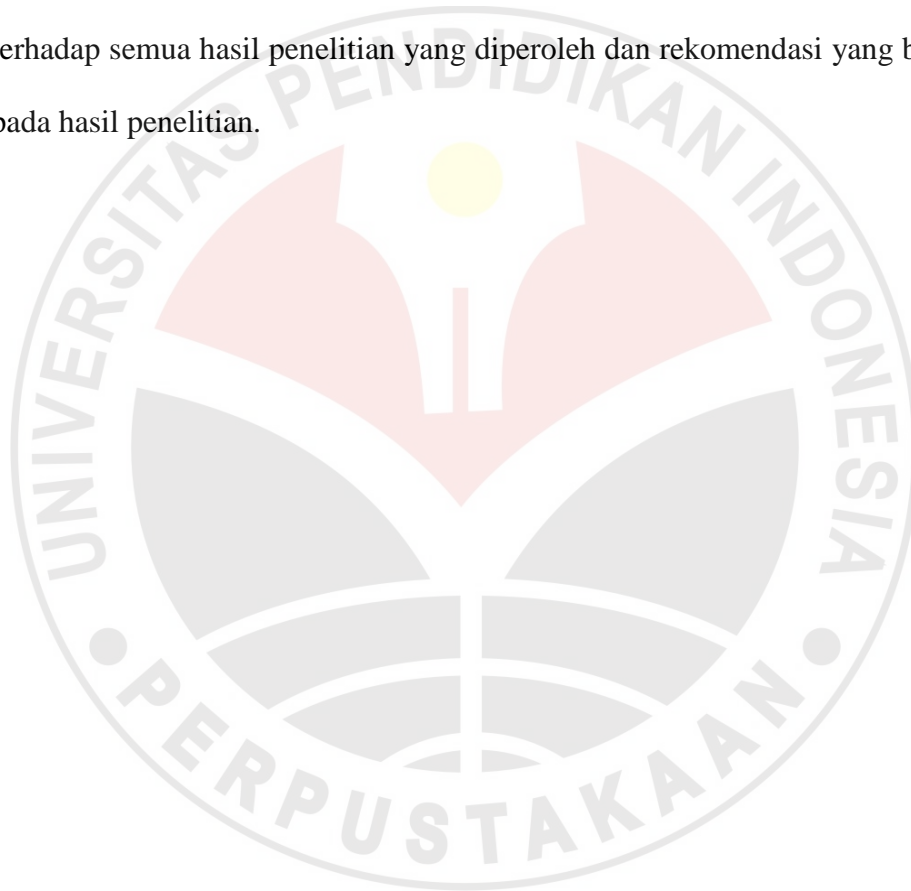 erhadap semua hasil penelitian yang diperoleh dan rekomendasi yang b
pada hasil penelitian.
UNIVERSITAS PENDIDIKAN INDONESIA
PERPUSTAKAAN